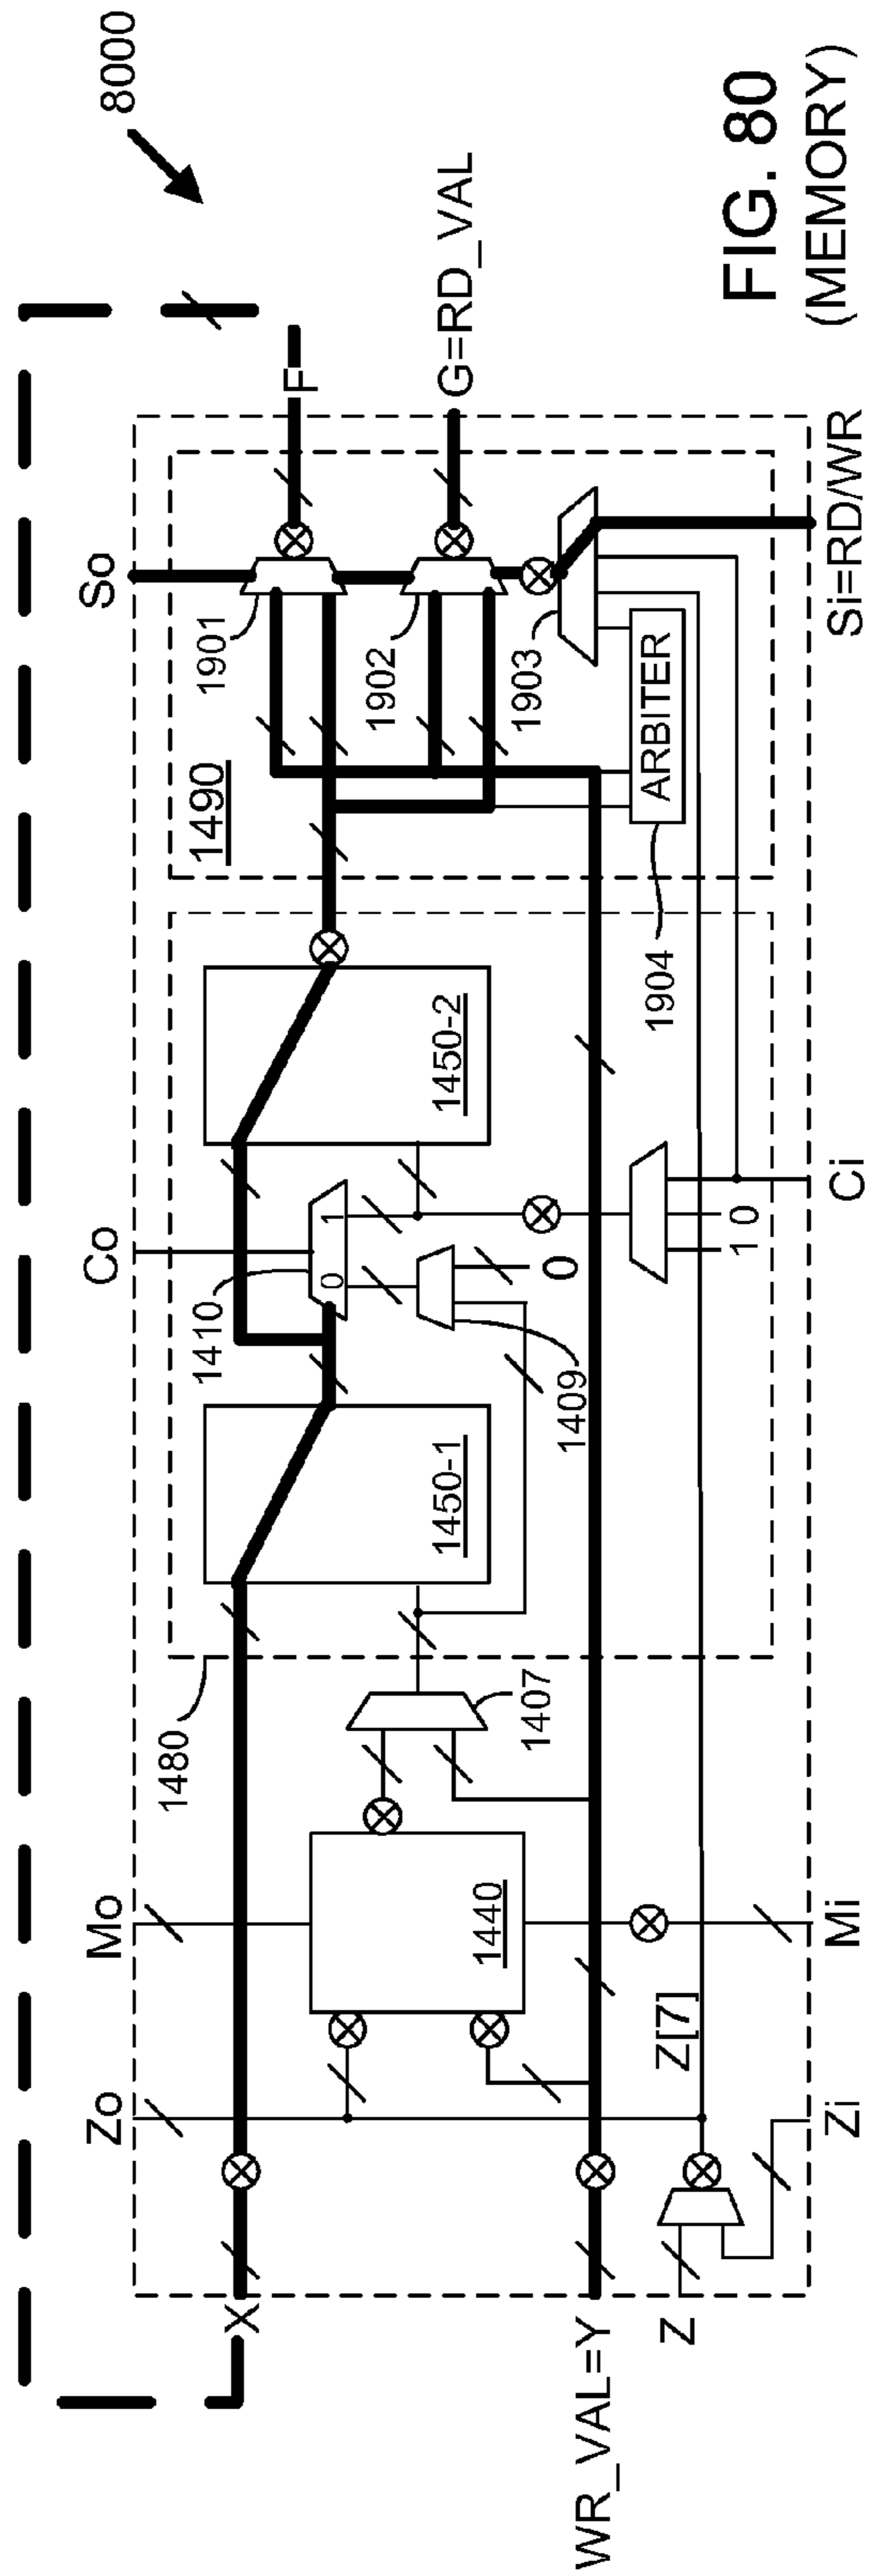 8000
So
F
G=RD_VAL
1901
1902
1903
1490
ARBITER
1904
Si=RD/WR
Co
1410
0
1
1450-2
1450-1
1409
0
1 0
Ci
1480
1407
Mo
1440
Mi
Zo
Z[7]
Zi
X
WR_VAL=Y
Z
FIG. 80
(MEMORY)